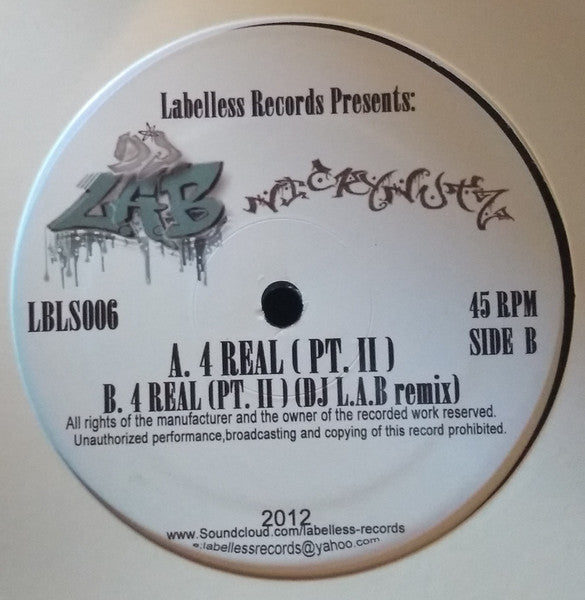 Labelless Records Presents:
DJ
L.A.B
NICKYNUTZ
LBLS006
45 RPM
SIDE B
A. 4 REAL ( PT. II )
B. 4 REAL (PT. II ) (DJ L.A.B remix)
All rights of the manufacturer and the owner of the recorded work reserved.
Unauthorized performance,broadcasting and copying of this record prohibited.
2012
www.Soundcloud.com/labelless-records
e:labellessrecords@yahoo.com